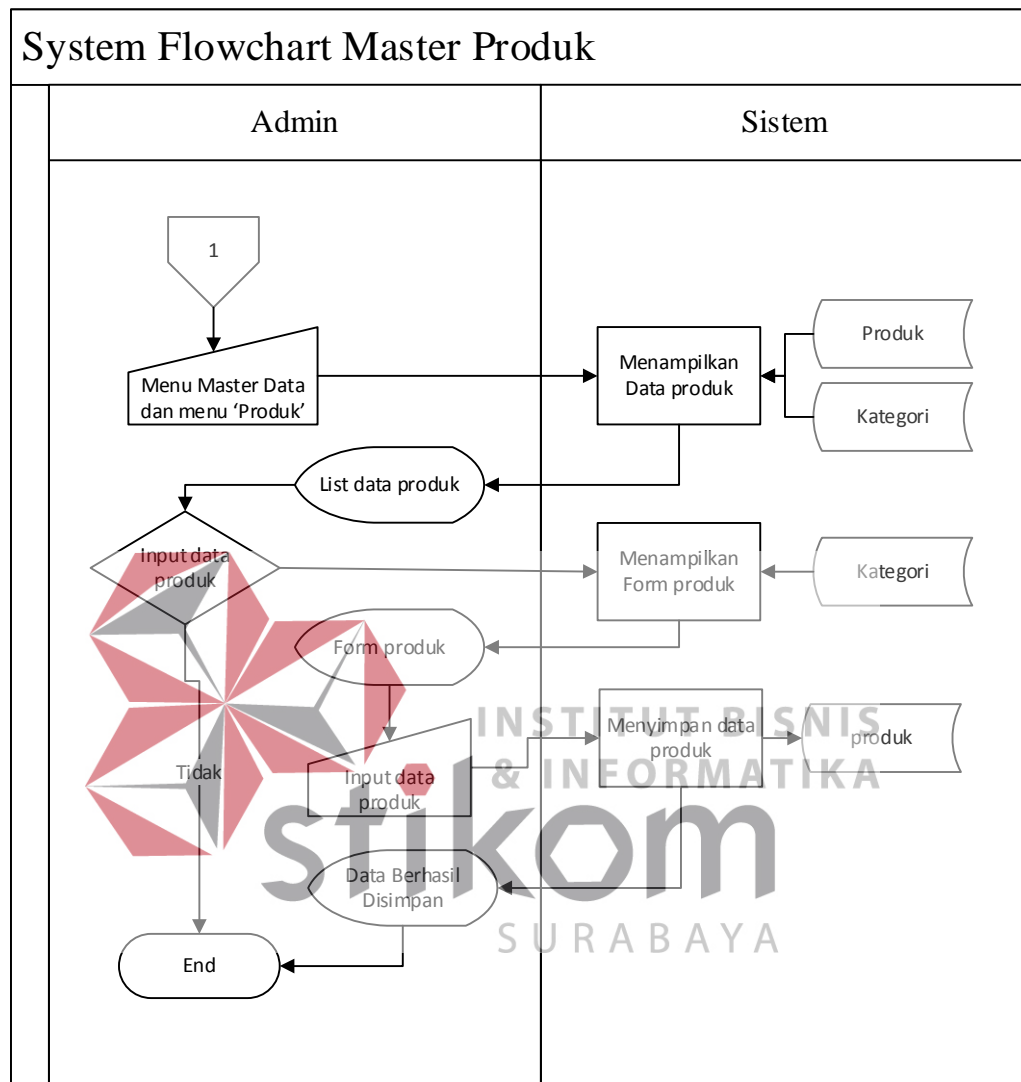 System Flowchart Master Produk
Admin
Sistem
1
Menu Master Data
dan menu ‘Produk’
Menampilkan
Data produk
Produk
Kategori
List data produk
Input data
produk
Menampilkan
Form produk
Kategori
Form produk
Tidak
Input data
produk
Menyimpan data
produk
produk
INSTITUT BISNIS
& INFORMATIKA
stikom
SURABAYA
Data Berhasil
Disimpan
End